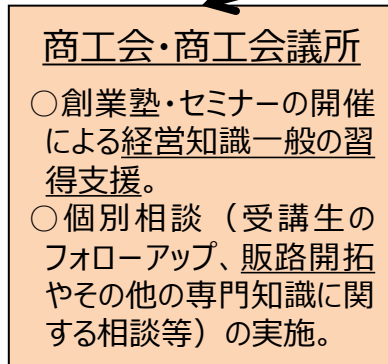 商工会・商工会議所
○創業塾・セミナーの開催
による経営知識一般の習
得支援。
○個別相談（受講生の
フォローアップ、販路開拓
やその他の専門知識に関
する相談等）の実施。